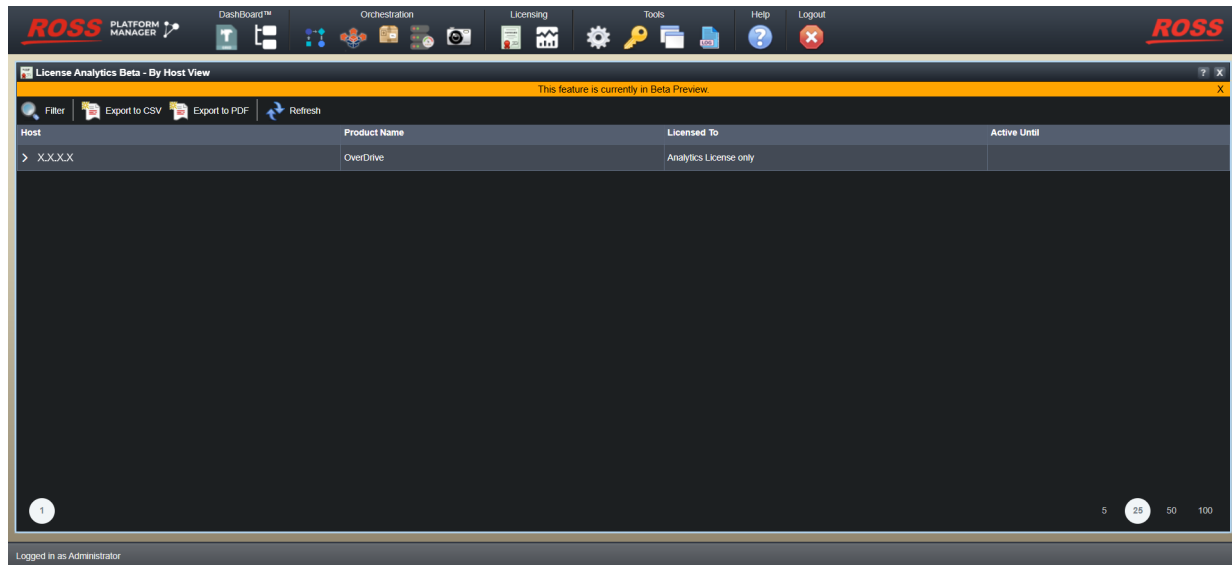 ROSS PLATFORM MANAGER
DashBoard™ Orchestration Licensing Tools Help Logout
T LOG ?
ROSS
License Analytics Beta - By Host View ? X
This feature is currently in Beta Preview. X
Filter Export to CSV Export to PDF Refresh
Host Product Name Licensed To Active Until
X.X.X.X OverDrive Analytics License only
1 5 25 50 100
Logged in as Administrator